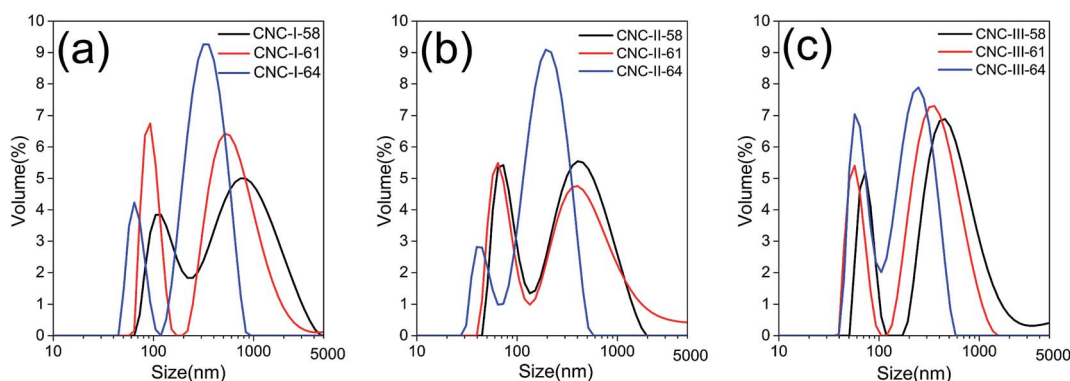 (a)
CNC-I-58
CNC-I-61
CNC-I-64
Volume(%)
10
9
8
7
6
5
4
3
2
1
0
10
100
1000
5000
Size(nm)
(b)
CNC-II-58
CNC-II-61
CNC-II-64
Volume(%)
10
9
8
7
6
5
4
3
2
1
0
10
100
1000
5000
Size(nm)
(c)
CNC-III-58
CNC-III-61
CNC-III-64
Volume(%)
10
9
8
7
6
5
4
3
2
1
0
10
100
1000
5000
Size(nm)